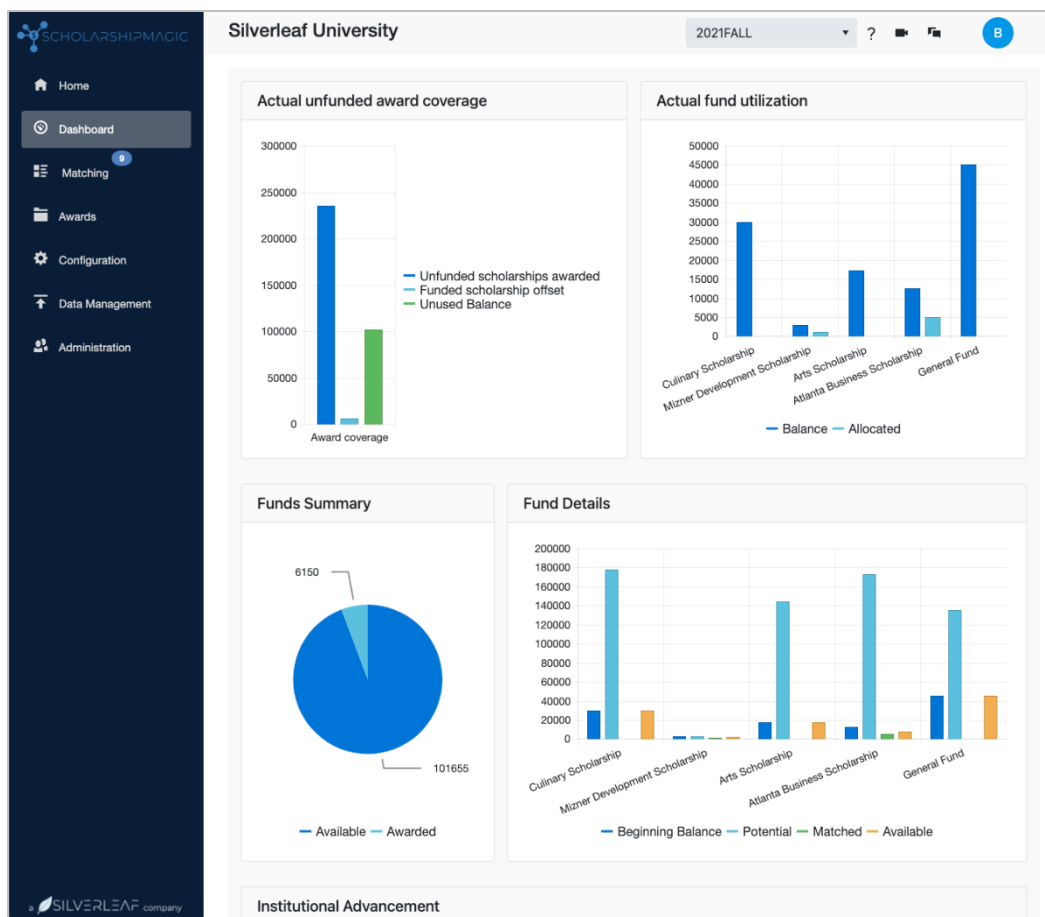 SCHOLARSHIPMAGIC
Silverleaf University
2021FALL
?
B
Home
Dashboard
9
Matching
Awards
Configuration
Data Management
Administration
Actual unfunded award coverage
300000
250000
200000
150000
100000
50000
0
Award coverage
Unfunded scholarships awarded
Funded scholarship offset
Unused Balance
Actual fund utilization
50000
45000
40000
35000
30000
25000
20000
15000
10000
5000
0
Culinary Scholarship
Mizner Development Scholarship
Arts Scholarship
Atlanta Business Scholarship
General Fund
Balance Allocated
Funds Summary
6150
101655
Available Awarded
Fund Details
200000
180000
160000
140000
120000
100000
80000
60000
40000
20000
0
Culinary Scholarship
Mizner Development Scholarship
Arts Scholarship
Atlanta Business Scholarship
General Fund
Beginning Balance Potential Matched Available
Institutional Advancement
a SILVERLEAF company